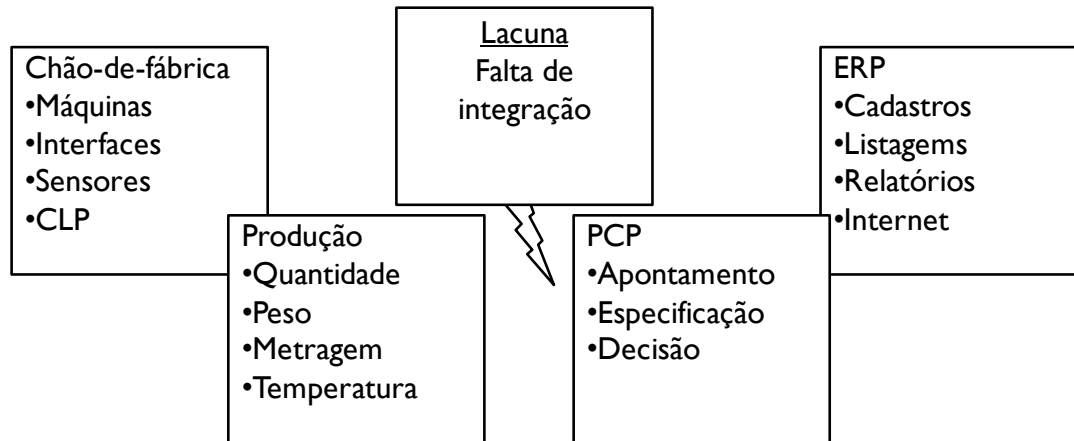 Chão-de-fábrica
•Máquinas
•Interfaces
•Sensores
•CLP
Produção
•Quantidade
•Peso
•Metragem
•Temperatura
Lacuna
Falta de
integração
PCP
•Apontamento
•Especificação
•Decisão
ERP
•Cadastros
•Listagems
•Relatórios
•Internet